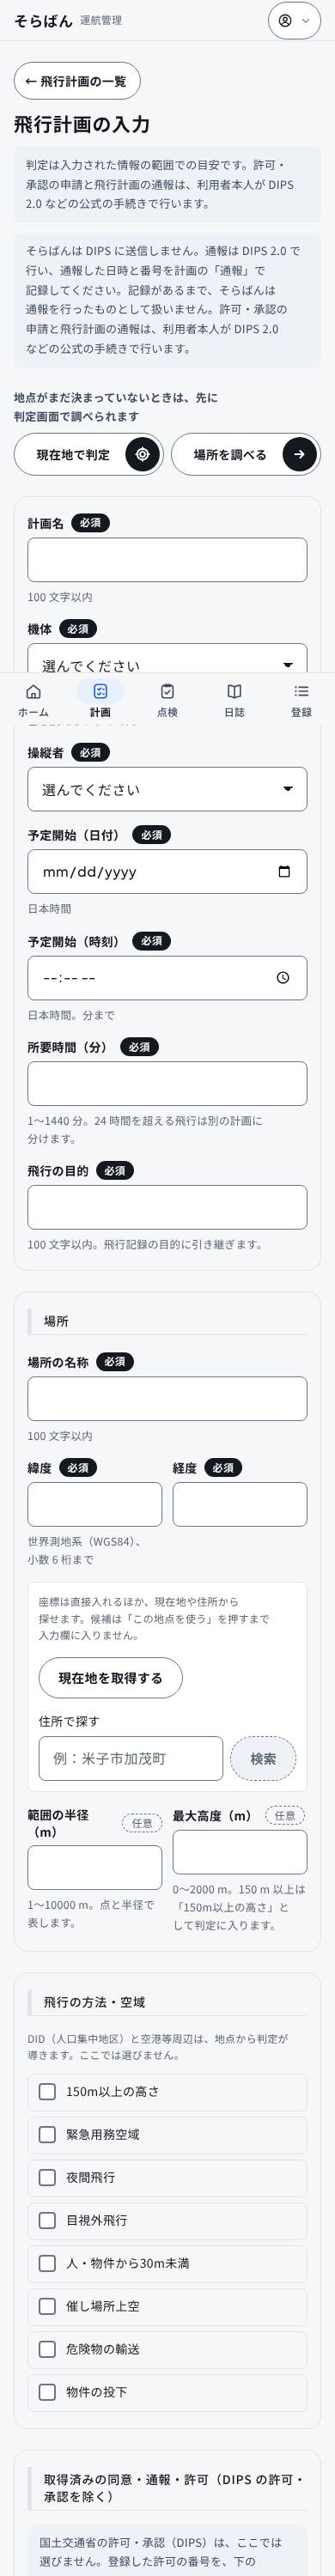 そらばん 運航管理
← 飛行計画の一覧
飛行計画の入力
判定は入力された情報の範囲での目安です。許可・
承認の申請と飛行計画の通報は、利用者本人が DIPS
2.0 などの公式の手続きで行います。
そらばんは DIPS に送信しません。通報は DIPS 2.0 で
行い、通報した日時と番号を計画の「通報」で
記録してください。記録があるまで、そらばんは
通報を行ったものとして扱いません。許可・承認の
申請と飛行計画の通報は、利用者本人が DIPS 2.0
などの公式の手続きで行います。
地点がまだ決まっていないときは、先に
判定画面で調べられます
現在地で判定 場所を調べる
計画名 必須
100 文字以内
機体 必須
選んでください
ホーム 計画 点検 日誌 登録
操縦者 必須
選んでください
予定開始（日付） 必須
mm/dd/yyyy
日本時間
予定開始（時刻） 必須
--:-- --
日本時間。分まで
所要時間（分） 必須
1〜1440 分。24 時間を超える飛行は別の計画に
分けます。
飛行の目的 必須
100 文字以内。飛行記録の目的に引き継ぎます。
場所
場所の名称 必須
100 文字以内
緯度 必須 経度 必須
世界測地系（WGS84）、
小数 6 桁まで
座標は直接入れるほか、現在地や住所から
探せます。候補は「この地点を使う」を押すまで
入力欄に入りません。
現在地を取得する
住所で探す
例：米子市加茂町 検索
範囲の半径
（m） 任意
1〜10000 m。点と半径で
表します。
最大高度（m） 任意
0〜2000 m。150 m 以上は
「150m以上の高さ」と
して判定に入ります。
飛行の方法・空域
DID（人口集中地区）と空港等周辺は、地点から判定が
導きます。ここでは選びません。
150m以上の高さ
緊急用務空域
夜間飛行
目視外飛行
人・物件から30m未満
催し場所上空
危険物の輸送
物件の投下
取得済みの同意・通報・許可（DIPS の許可・
承認を除く）
国土交通省の許可・承認（DIPS）は、ここでは
選びません。登録した許可の番号を、下の